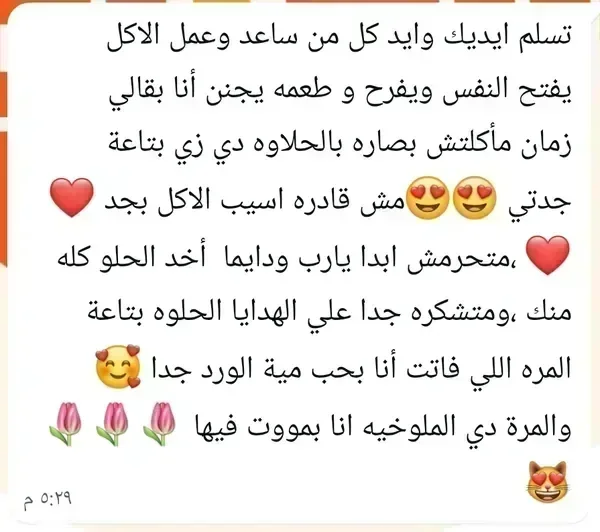 تسلم ايديك وايد كل من ساعد وعمل الاكل
يفتح النفس ويفرح و طعمه يجنن أنا بقالي
زمان مأكلتش بصاره بالحلاوه دي زي بتاعة
جدتي 😍😍مش قادره اسيب الاكل بجد ❤️
❤️ ،متحرمش ابدا يارب ودايما أخد الحلو كله
منك ،ومتشكره جدا علي الهدايا الحلوه بتاعة
المره اللي فاتت أنا بحب مية الورد جدا 🥰
والمرة دي الملوخيه انا بمووت فيها 🌷🌷🌷
😻
٥:٢٩ م